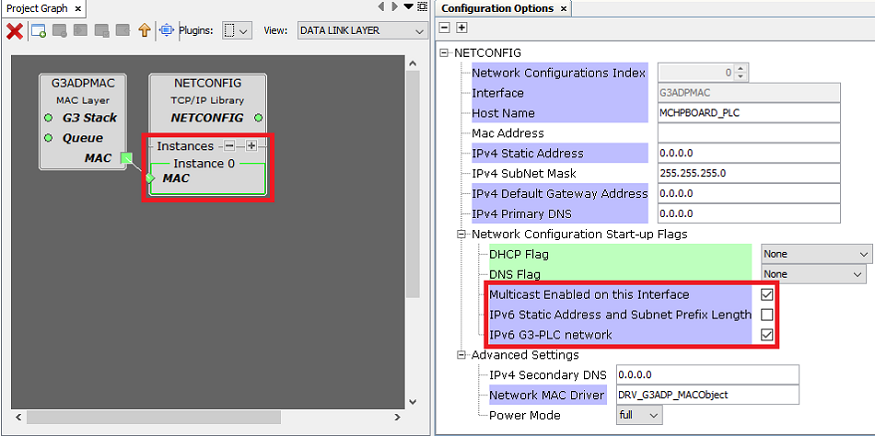 Project Graph
Plugins:
View:
DATA LINK LAYER
G3ADPMAC
MAC Layer
G3 Stack
Queue
MAC
NETCONFIG
TCP/IP Library
NETCONFIG
Instances
Instance 0
MAC
Configuration Options
NETCONFIG
Network Configurations Index 0
Interface G3ADPMAC
Host Name MCHPBOARD_PLC
Mac Address
IPv4 Static Address 0.0.0.0
IPv4 SubNet Mask 255.255.255.0
IPv4 Default Gateway Address 0.0.0.0
IPv4 Primary DNS 0.0.0.0
Network Configuration Start-up Flags
DHCP Flag None
DNS Flag None
Multicast Enabled on this Interface
IPv6 Static Address and Subnet Prefix Length
IPv6 G3-PLC network
Advanced Settings
IPv4 Secondary DNS 0.0.0.0
Network MAC Driver DRV_G3ADP_MACObject
Power Mode full